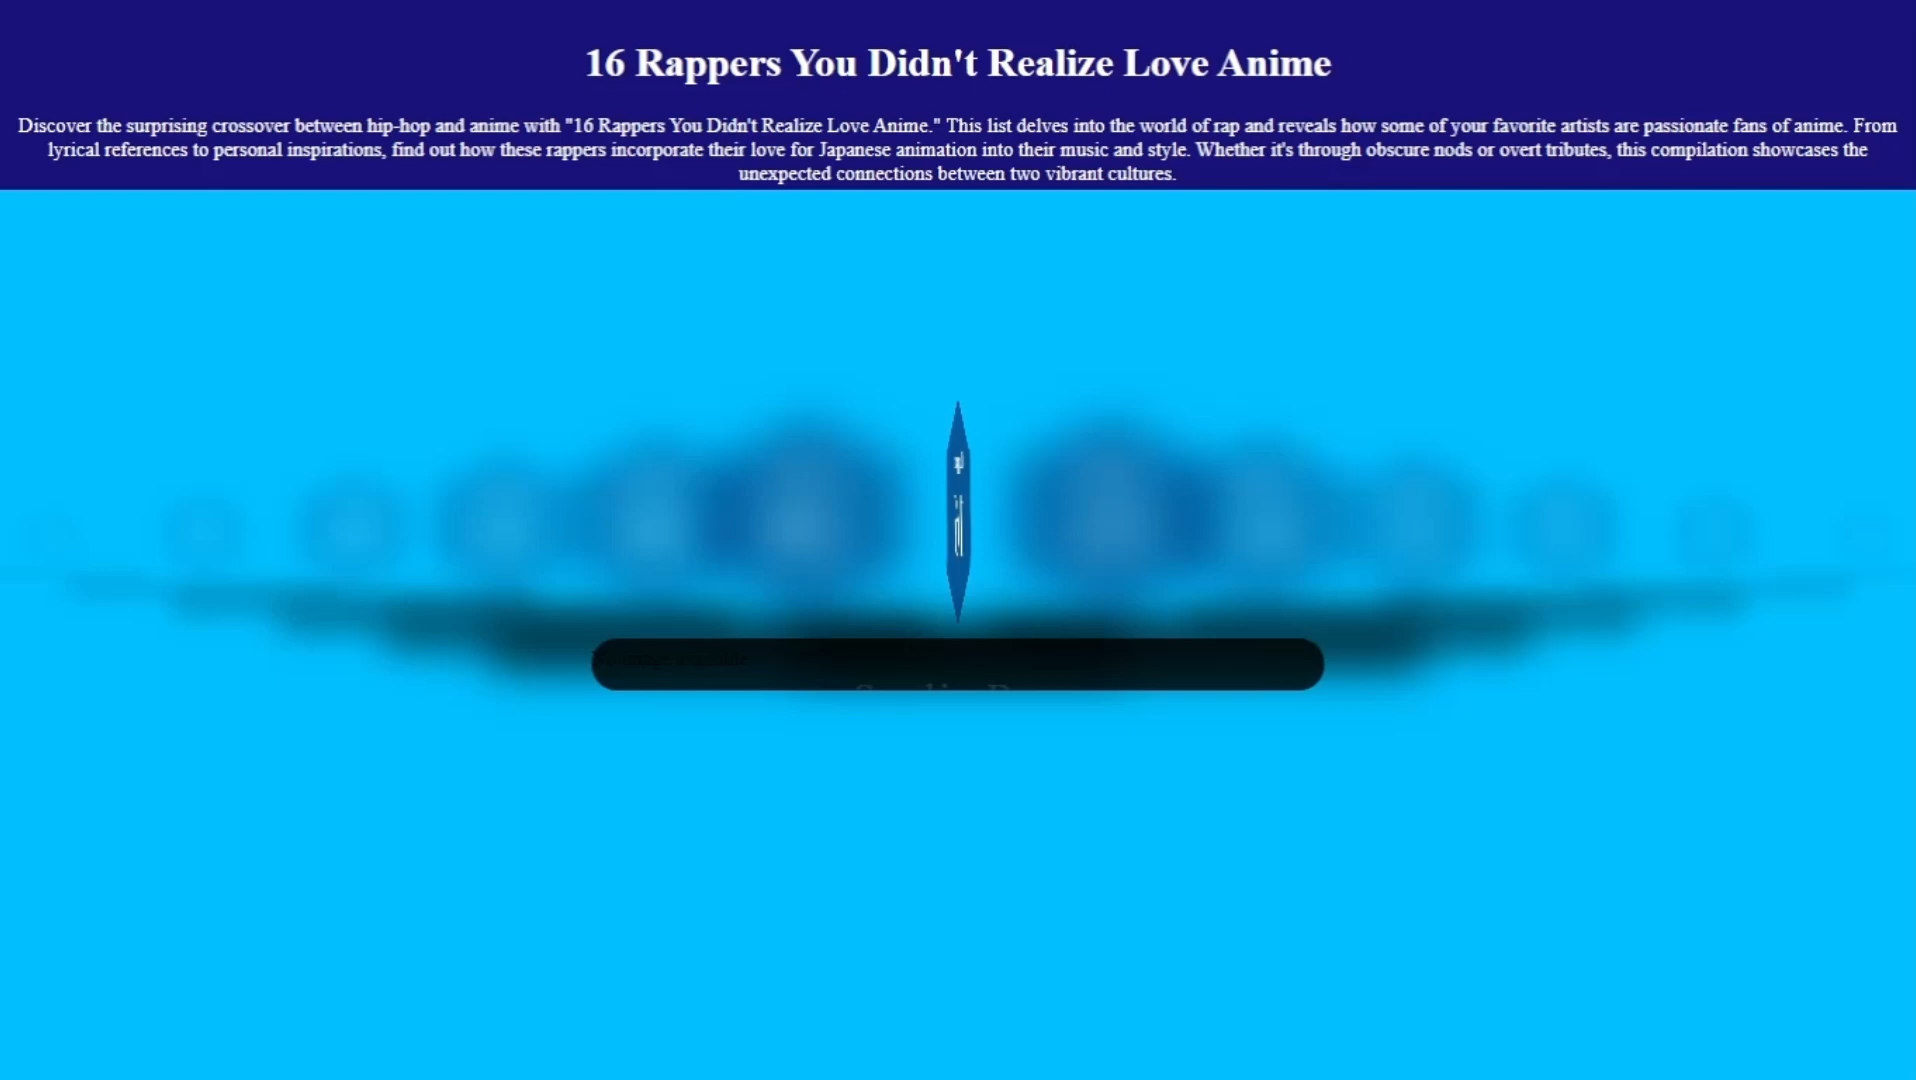 16 Rappers You Didn't Realize Love Anime
Discover the surprising crossover between hip-hop and anime with "16 Rappers You Didn't Realize Love Anime." This list delves into the world of rap and reveals how some of your favorite artists are passionate fans of anime. From
lyrical references to personal inspirations, find out how these rappers incorporate their love for Japanese animation into their music and style. Whether it's through obscure nods or overt tributes, this compilation showcases the
unexpected connections between two vibrant cultures.